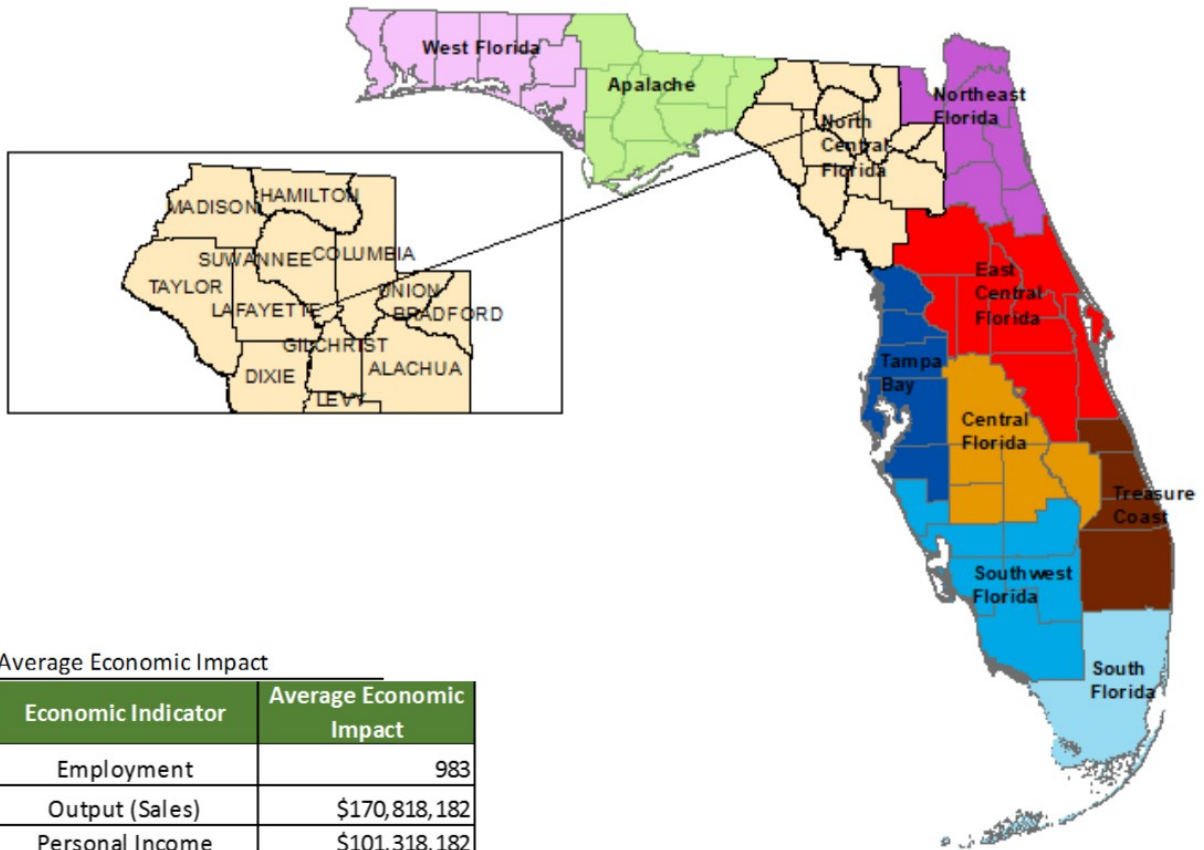 West Florida
Apalache
Northeast
Florida
North
Central
Florida
MADISON
HAMILTON
SUWANNEE
COLUMBIA
TAYLOR
LAFAYETTE
UNION
BRADFORD
GILCHRIST
DIXIE
ALACHUA
LEVY
East
Central
Florida
Tampa
Bay
Central
Florida
Treasure
Coast
Southwest
Florida
South
Florida
Average Economic Impact
Economic Indicator
Average Economic
Impact
Employment 983
Output (Sales) $170,818,182
Personal Income $101,318,182